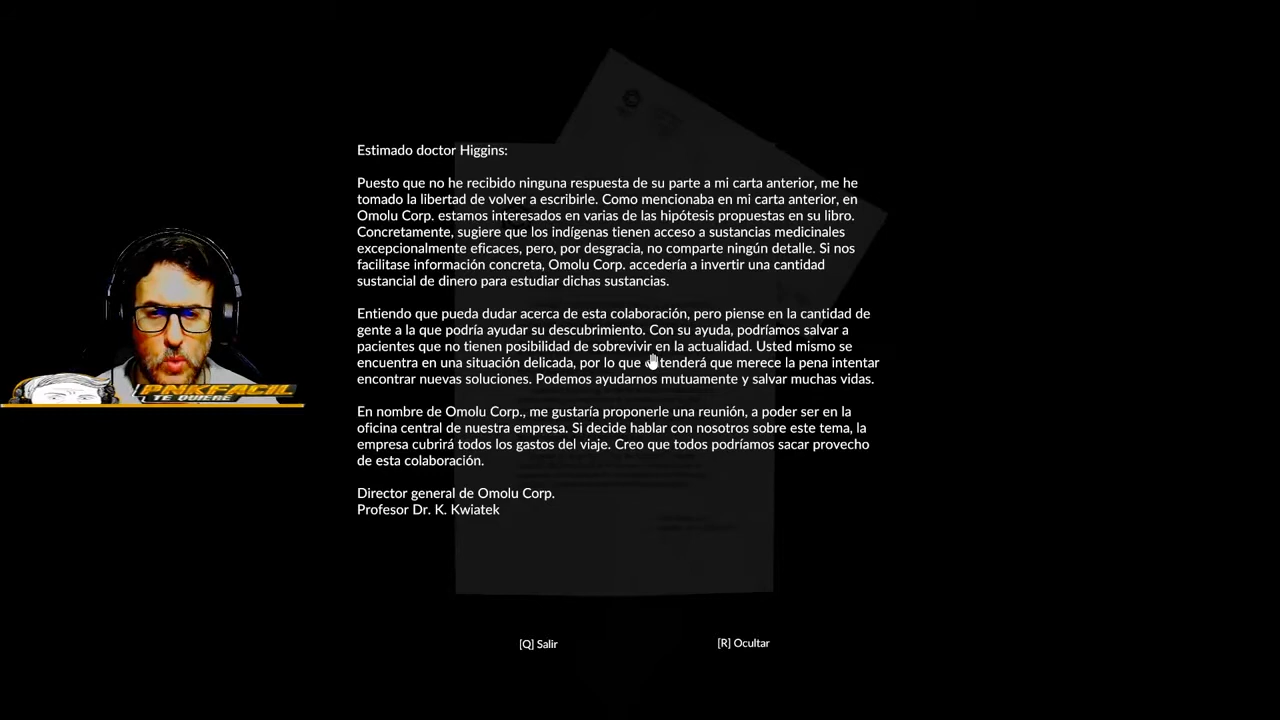 Estimado doctor Higgins:
Puesto que no he recibido ninguna respuesta de su parte a mi carta anterior, me he
tomado la libertad de volver a escribirle. Como mencionaba en mi carta anterior, en
Omolu Corp. estamos interesados en varias de las hipótesis propuestas en su libro.
Concretamente, sugiere que los indígenas tienen acceso a sustancias medicinales
excepcionalmente eficaces, pero, por desgracia, no comparte ningún detalle. Si nos
facilitase información concreta, Omolu Corp. accedería a invertir una cantidad
sustancial de dinero para estudiar dichas sustancias.
Entiendo que pueda dudar acerca de esta colaboración, pero piense en la cantidad de
gente a la que podría ayudar su descubrimiento. Con su ayuda, podríamos salvar a
pacientes que no tienen posibilidad de sobrevivir en la actualidad. Usted mismo se
encuentra en una situación delicada, por lo que entenderá que merece la pena intentar
encontrar nuevas soluciones. Podemos ayudarnos mutuamente y salvar muchas vidas.
En nombre de Omolu Corp., me gustaría proponerle una reunión, a poder ser en la
oficina central de nuestra empresa. Si decide hablar con nosotros sobre este tema, la
empresa cubrirá todos los gastos del viaje. Creo que todos podríamos sacar provecho
de esta colaboración.
Director general de Omolu Corp.
Profesor Dr. K. Kwiatek
PNKFACIL
TE QUIERE
[Q] Salir
[R] Ocultar